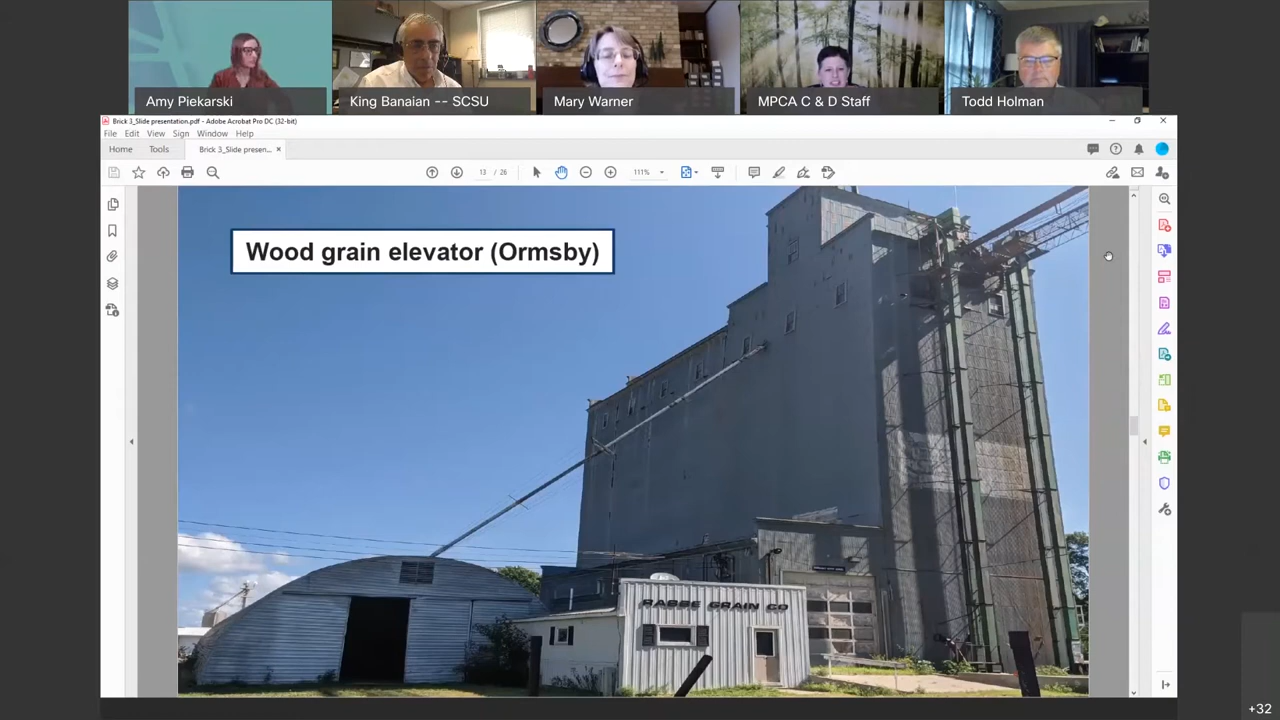 Amy Piekarski
King Banaian -- SCSU
Mary Warner
MPCA C & D Staff
Todd Holman
Brick 3_Slide presentation.pdf - Adobe Acrobat Pro DC (32-bit)
File Edit View Sign Window Help
Home Tools Brick 3_Slide presen... ×
13 / 26 111%
Wood grain elevator (Ormsby)
RABBE GRAIN CO
+32